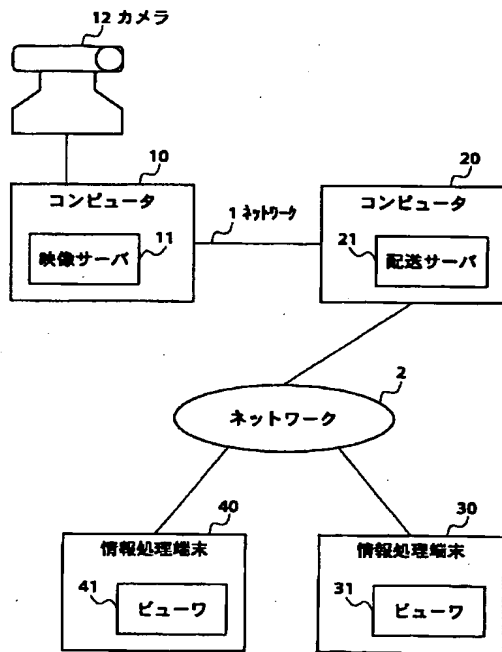 12 カメラ
10
コンピュータ
映像サーバ
11
1 ネットワーク
20
コンピュータ
21
配送サーバ
2
ネットワーク
40
情報処理端末
41
ビューワ
30
情報処理端末
31
ビューワ